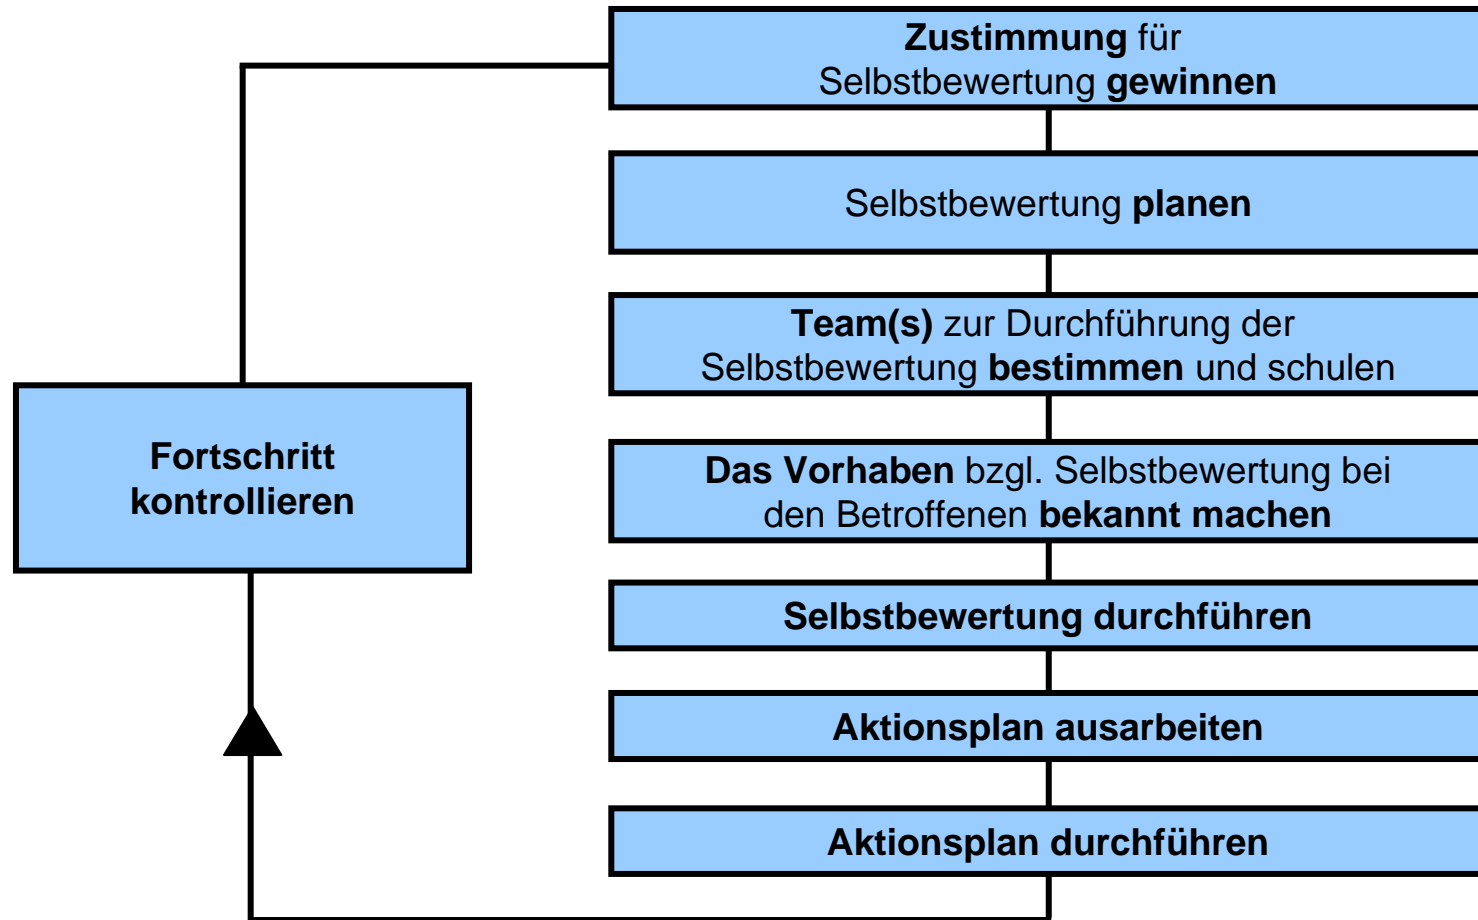 Zustimmung für
Selbstbewertung gewinnen
Selbstbewertung planen
Team(s) zur Durchführung der
Selbstbewertung bestimmen und schulen
Das Vorhaben bzgl. Selbstbewertung bei
den Betroffenen bekannt machen
Selbstbewertung durchführen
Aktionsplan ausarbeiten
Aktionsplan durchführen
Fortschritt
kontrollieren